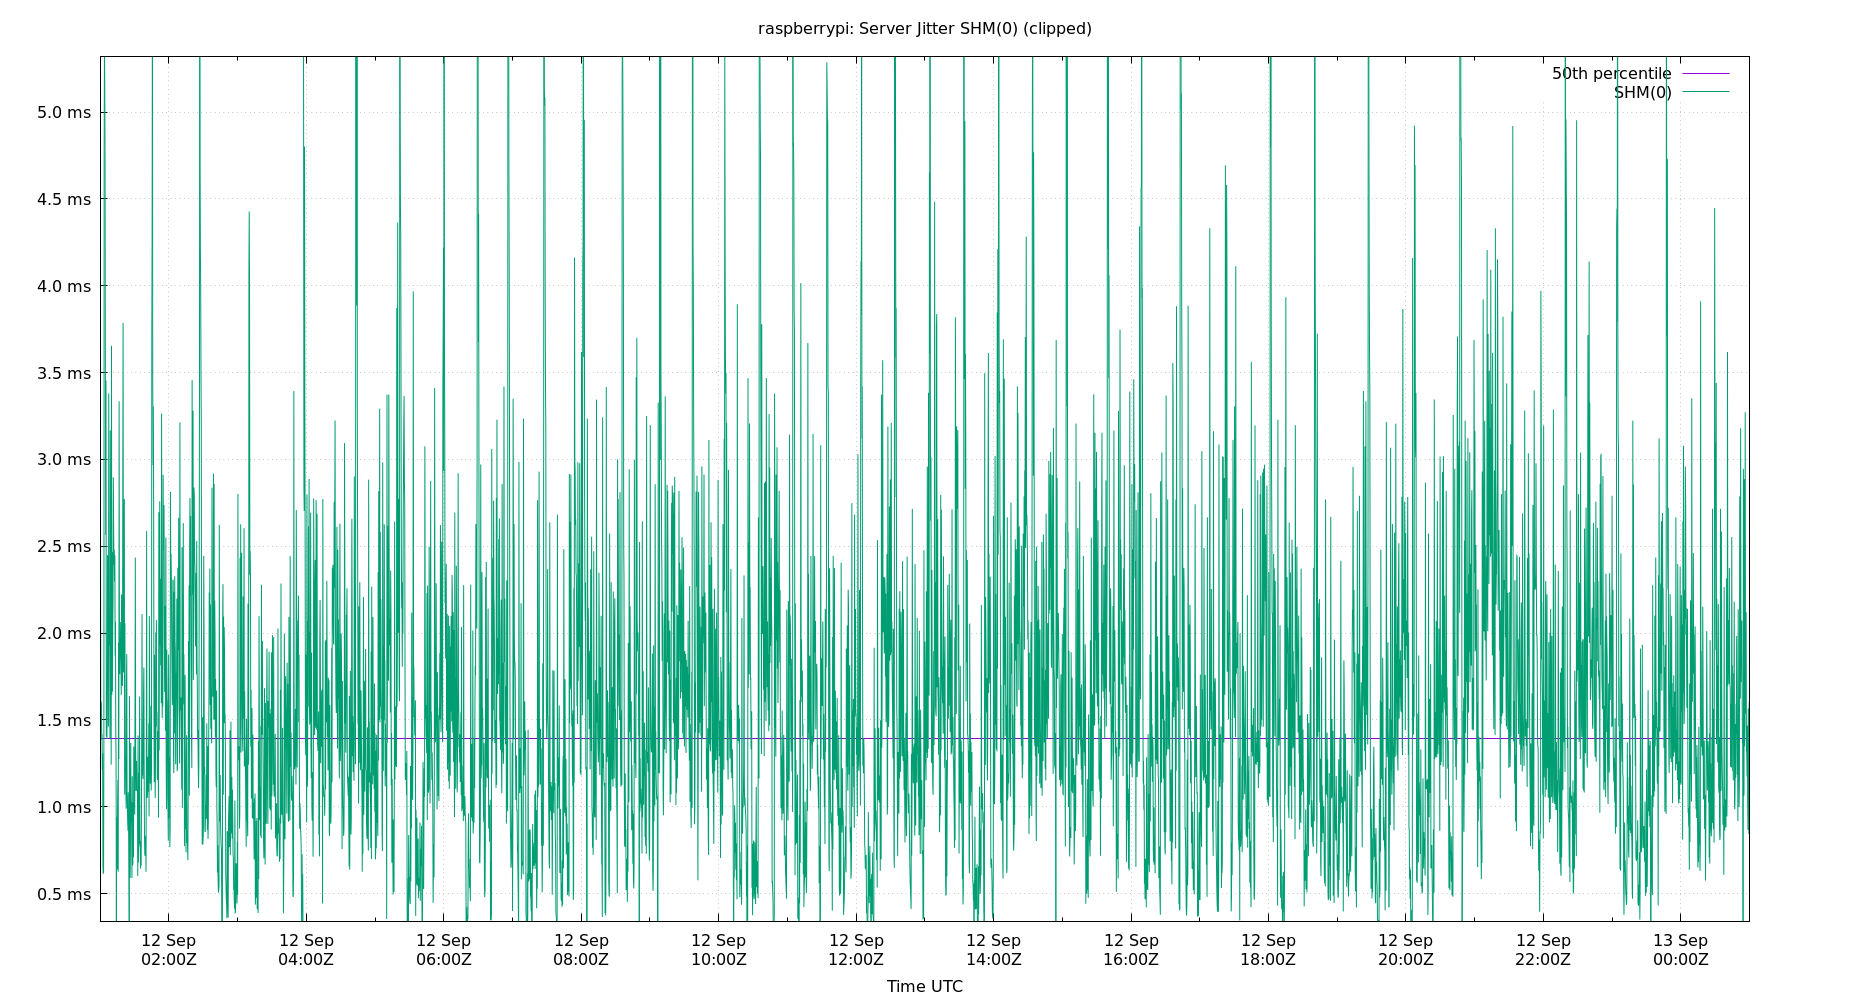 raspberrypi: Server Jitter SHM(0) (clipped)
50th percentile
SHM(0)
5.0 ms
4.5 ms
4.0 ms
3.5 ms
3.0 ms
2.5 ms
2.0 ms
1.5 ms
1.0 ms
0.5 ms
12 Sep 12 Sep 12 Sep 12 Sep 12 Sep 12 Sep 12 Sep 12 Sep 12 Sep 12 Sep 12 Sep 13 Sep
02:00Z 04:00Z 06:00Z 08:00Z 10:00Z 12:00Z 14:00Z 16:00Z 18:00Z 20:00Z 22:00Z 00:00Z
Time UTC